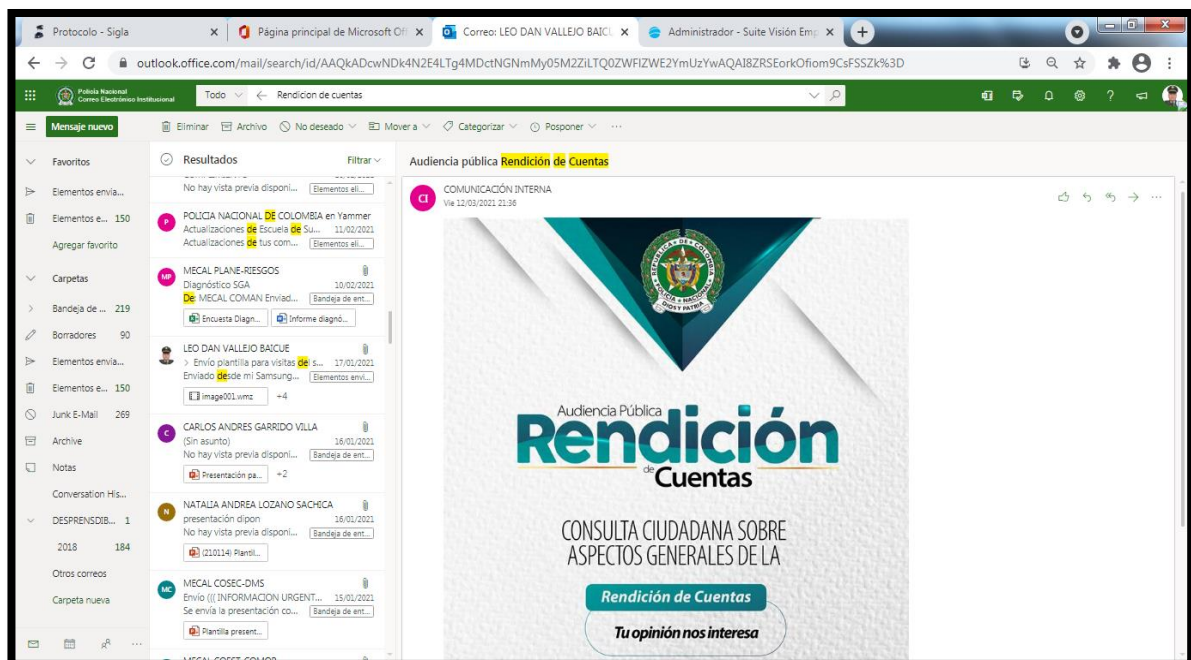 Protocolo - Sigla
Página principal de Microsoft Off
Correo: LEO DAN VALLEJO BAICU
Administrador - Suite Visión Emp
outlook.office.com/mail/search/id/
Policía Nacional
Correo Electrónico Institucional
Todo
Rendicion de cuentas
Mensaje nuevo
Eliminar Archivo No deseado Mover a Categorizar Posponer ...
Favoritos
Elementos envia...
Elementos e... 150
Agregar favorito
Carpetas
Bandeja de ... 219
Borradores 90
Elementos envia...
Elementos e... 150
Junk E-Mail 269
Archive
Notas
Conversation His...
DESPRENSDIB... 1
2018 184
Otros correos
Carpeta nueva
Resultados Filtrar
No hay vista previa disponi... Elementos eli...
P
POLICIA NACIONAL DE COLOMBIA en Yammer
Actualizaciones de Escuela de Su... 11/02/2021
Actualizaciones de tus com... Elementos eli...
MP
MECAL PLANE-RIESGOS
Diagnóstico SGA 10/02/2021
De: MECAL COMAN Enviad... Bandeja de ent...
Encuesta Diagn... Informe diagnó...
LEO DAN VALLEJO BAICUE
> Envío plantilla para visitas del s... 17/01/2021
Enviado desde mi Samsung... Elementos envi...
image001.wmz +4
C
CARLOS ANDRES GARRIDO VILLA
(Sin asunto) 16/01/2021
No hay vista previa disponi... Bandeja de ent...
Presentación pa... +2
N
NATALIA ANDREA LOZANO SACHICA
presentación dipon 16/01/2021
No hay vista previa disponi... Bandeja de ent...
(210114) Plantil...
MC
MECAL COSEC-DMS
Envío ((( INFORMACION URGENT... 15/01/2021
Se envía la presentación co... Bandeja de ent...
Plantilla present...
MECAL COEST-COMOR
Audiencia pública Rendición de Cuentas
CI
COMUNICACIÓN INTERNA
Vie 12/03/2021 21:36
REPUBLICA DE COLOMBIA
POLICIA NACIONAL
DIOS Y PATRIA
Audiencia Pública
Rendición
de Cuentas
CONSULTA CIUDADANA SOBRE
ASPECTOS GENERALES DE LA
Rendición de Cuentas
Tu opinión nos interesa